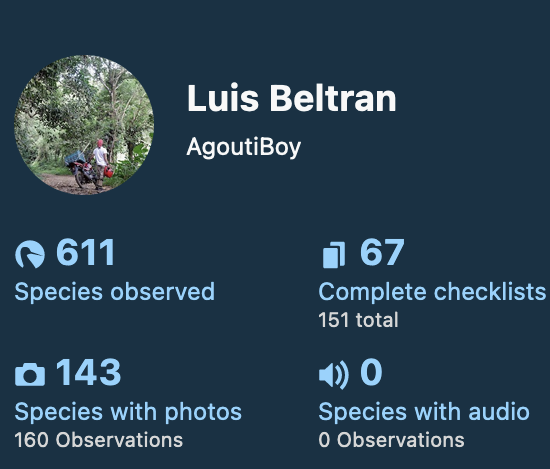 Luis Beltran
AgoutiBoy
611
Species observed
67
Complete checklists
151 total
143
Species with photos
160 Observations
0
Species with audio
0 Observations